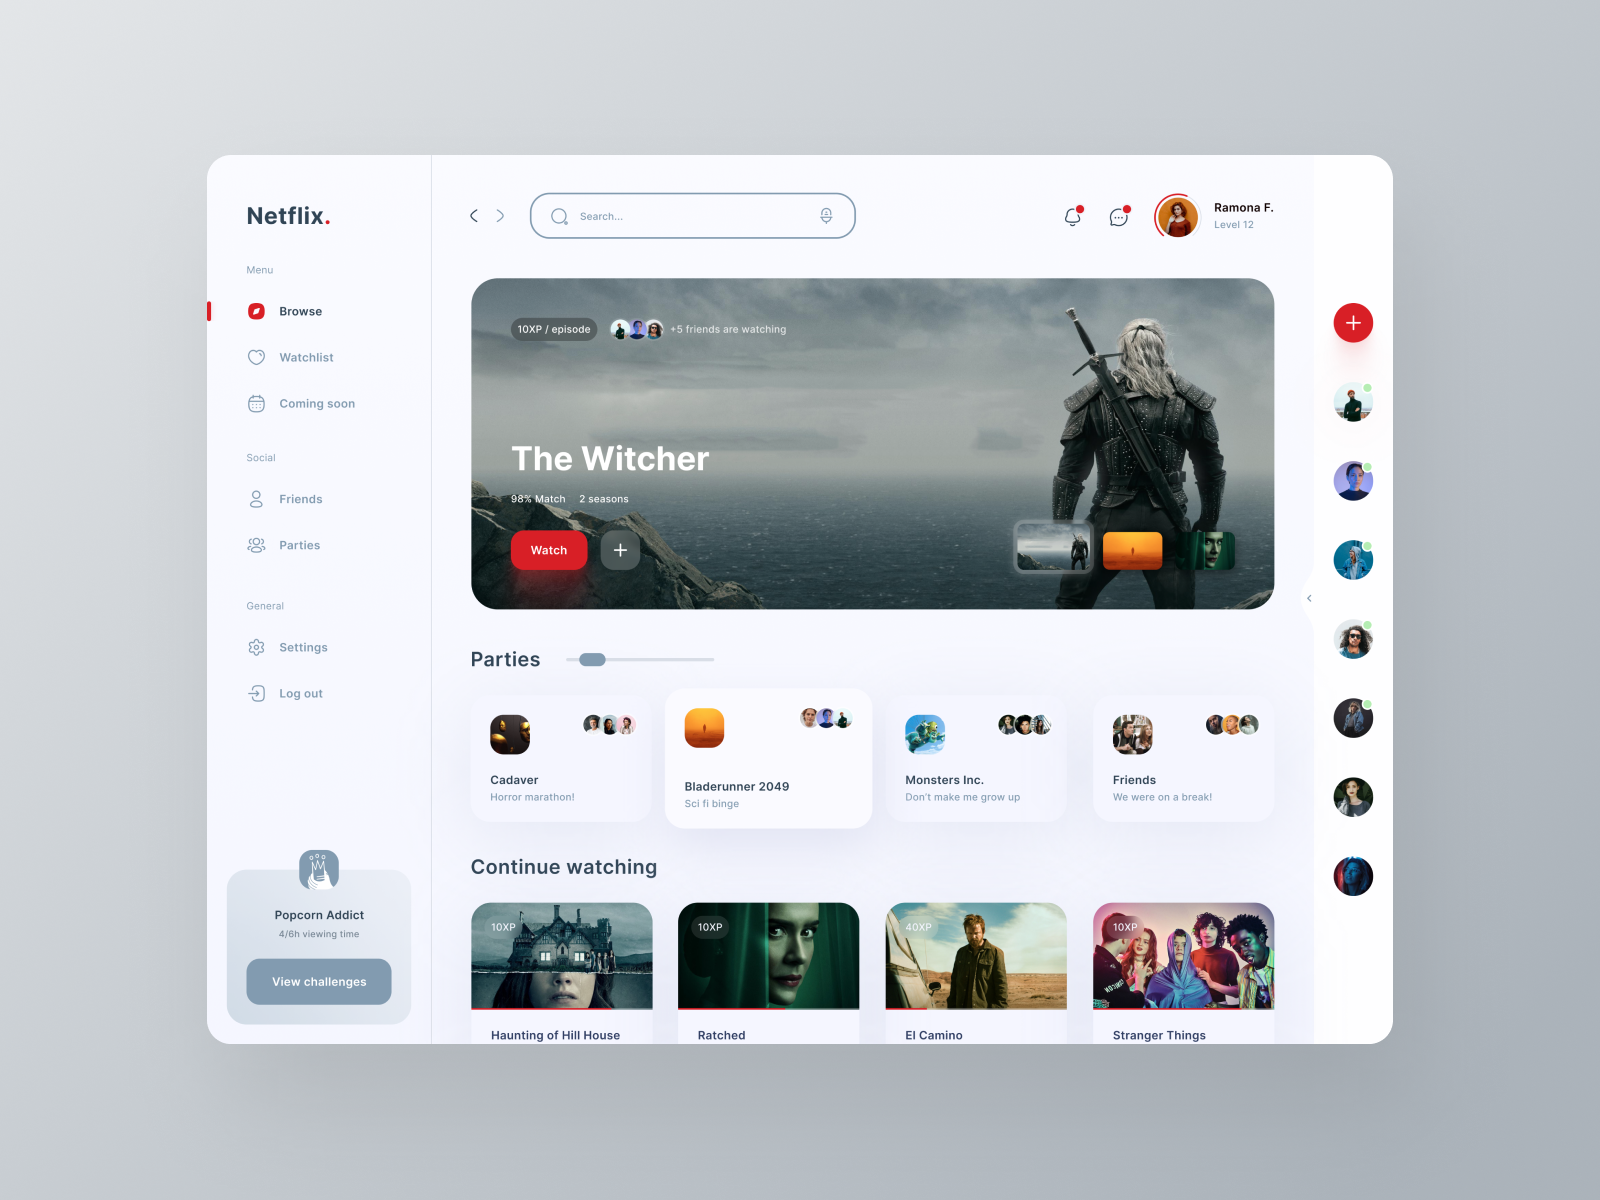 Netflix.
Menu
Browse
Watchlist
Coming soon
Social
Friends
Parties
General
Settings
Log out
Popcorn Addict
4/6h viewing time
View challenges
Search...
Ramona F.
Level 12
10XP / episode
+5 friends are watching
The Witcher
98% Match 2 seasons
Watch
Parties
Cadaver
Horror marathon!
Bladerunner 2049
Sci fi binge
Monsters Inc.
Don't make me grow up
Friends
We were on a break!
Continue watching
10XP
Haunting of Hill House
10XP
Ratched
40XP
El Camino
10XP
Stranger Things